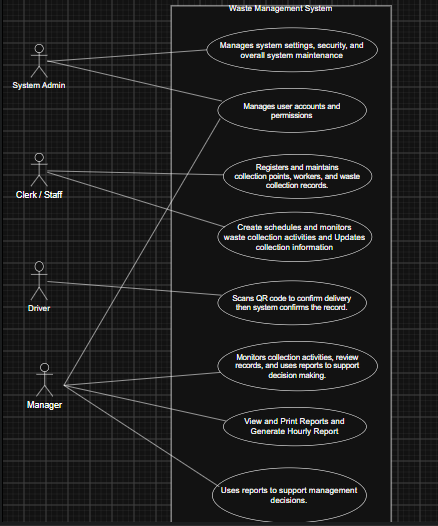 Waste Management System
Manages system settings, security, and
overall system maintenance
System Admin
Manages user accounts and
permissions
Registers and maintains
collection points, workers, and waste
collection records.
Clerk / Staff
Create schedules and monitors
waste collection activities and Updates
collection information
Scans QR code to confirm delivery
then system confirms the record.
Driver
Monitors collection activities, review
records, and uses reports to support
decision making.
Manager
View and Print Reports and
Generate Hourly Report
Uses reports to support management
decisions.